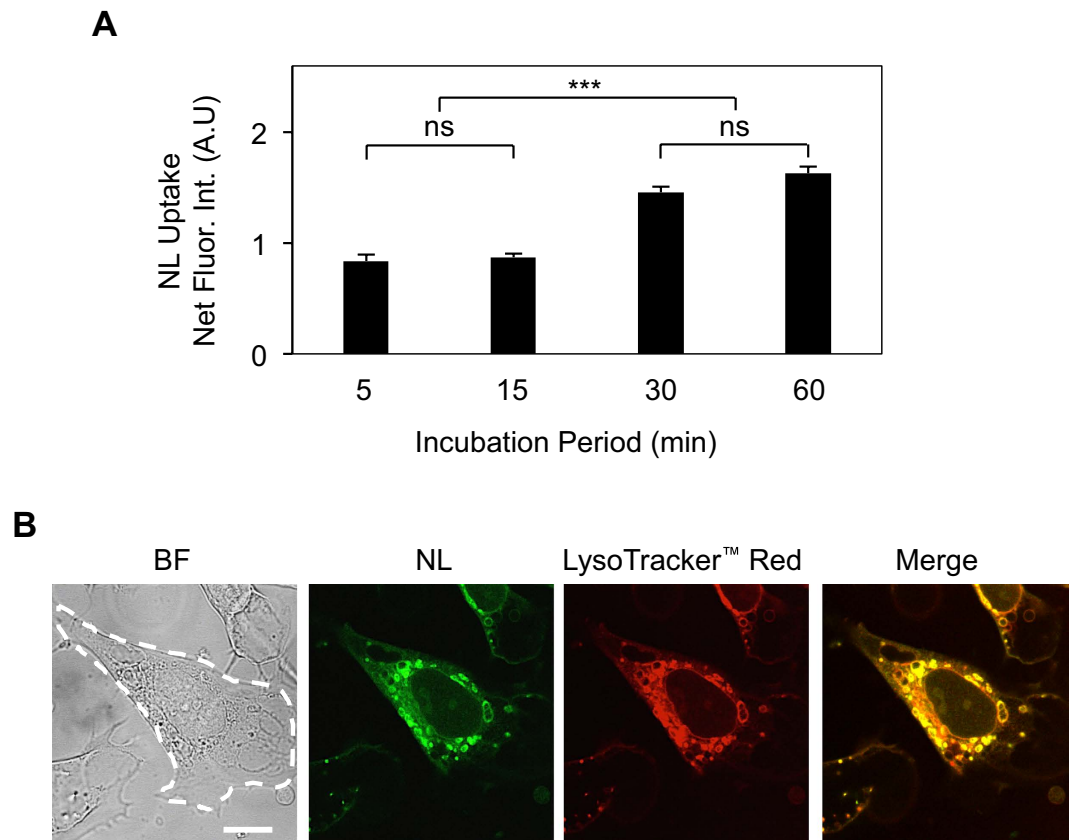 A
***
ns
ns
NL Uptake
Net Fluor. Int. (A.U)
2
1
0
5 15 30 60
Incubation Period (min)
B
BF NL LysoTracker™ Red Merge